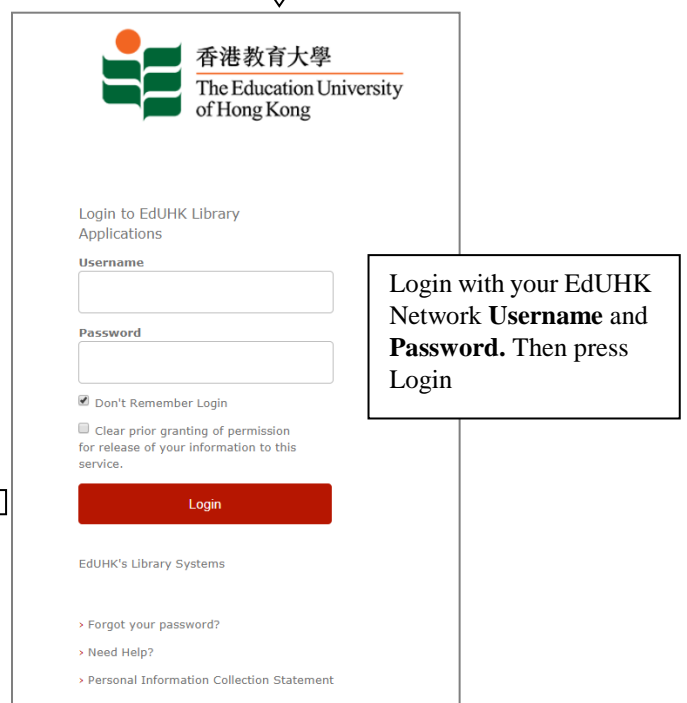 香港教育大學
The Education University
of Hong Kong
Login to EdUHK Library
Applications
Username
Password
Don't Remember Login
Clear prior granting of permission
for release of your information to this
service.
Login
EdUHK's Library Systems
› Forgot your password?
› Need Help?
› Personal Information Collection Statement
Login with your EdUHK
Network Username and
Password. Then press
Login